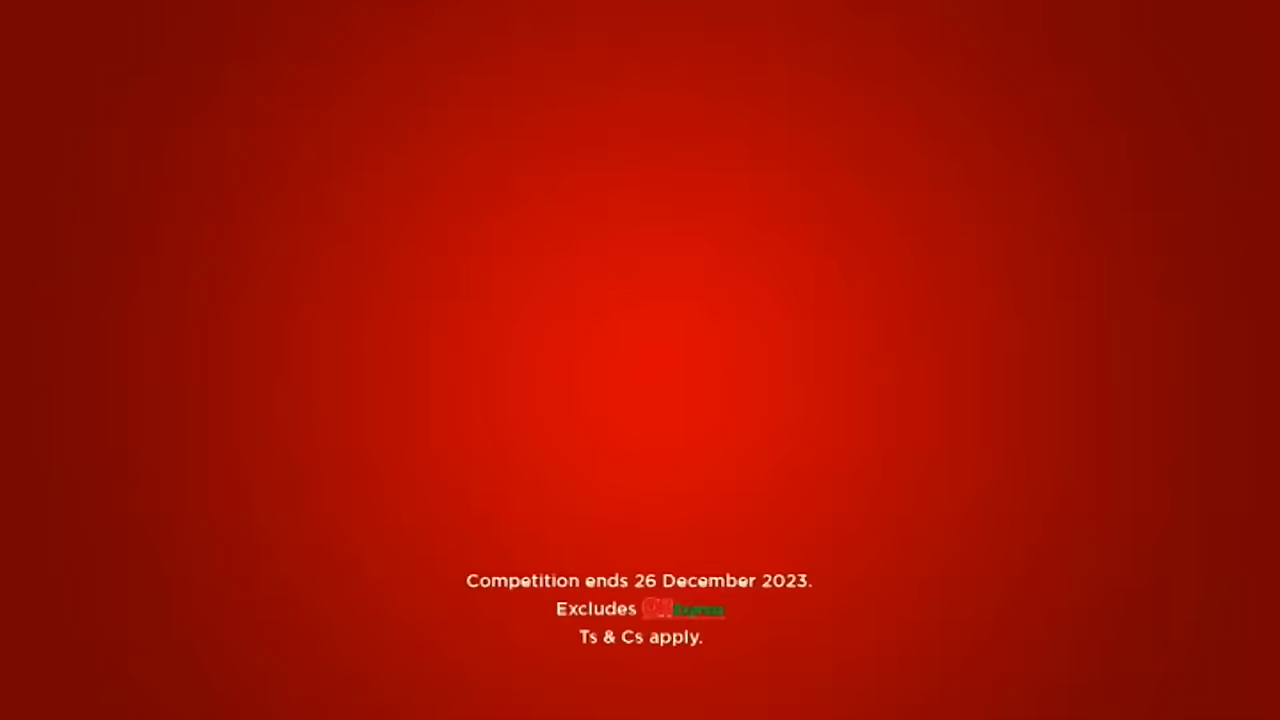 Competition ends 26 December 2023.
Excludes
Ts & Cs apply.